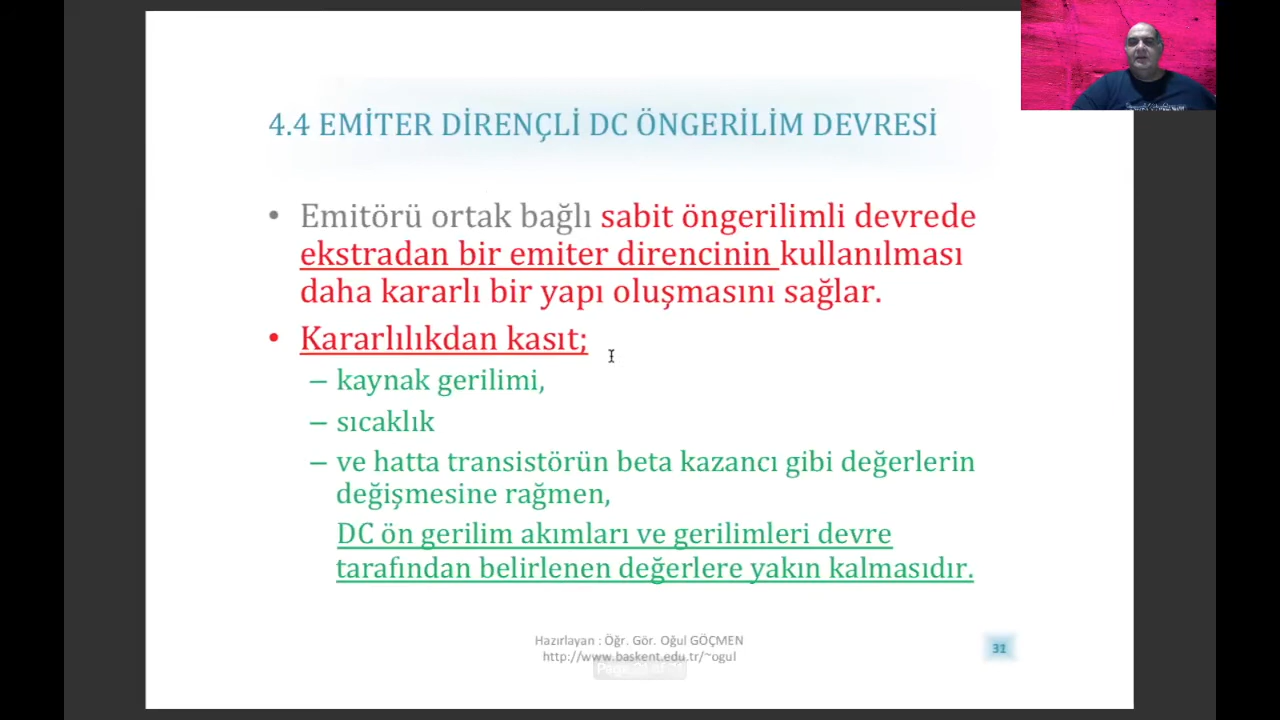 4.4 EMİTER DİRENÇLİ DC ÖNGERİLİM DEVRESİ
• Emitörü ortak bağlı sabit öngerilimli devrede
ekstradan bir emiter direncinin kullanılması
daha kararlı bir yapı oluşmasını sağlar.
• Kararlılıkdan kasıt;
– kaynak gerilimi,
– sıcaklık
– ve hatta transistörün beta kazancı gibi değerlerin
değişmesine rağmen,
DC ön gerilim akımları ve gerilimleri devre
tarafından belirlenen değerlere yakın kalmasıdır.
Hazırlayan : Öğr. Gör. Oğul GÖÇMEN
http://www.baskent.edu.tr/~ogul
31